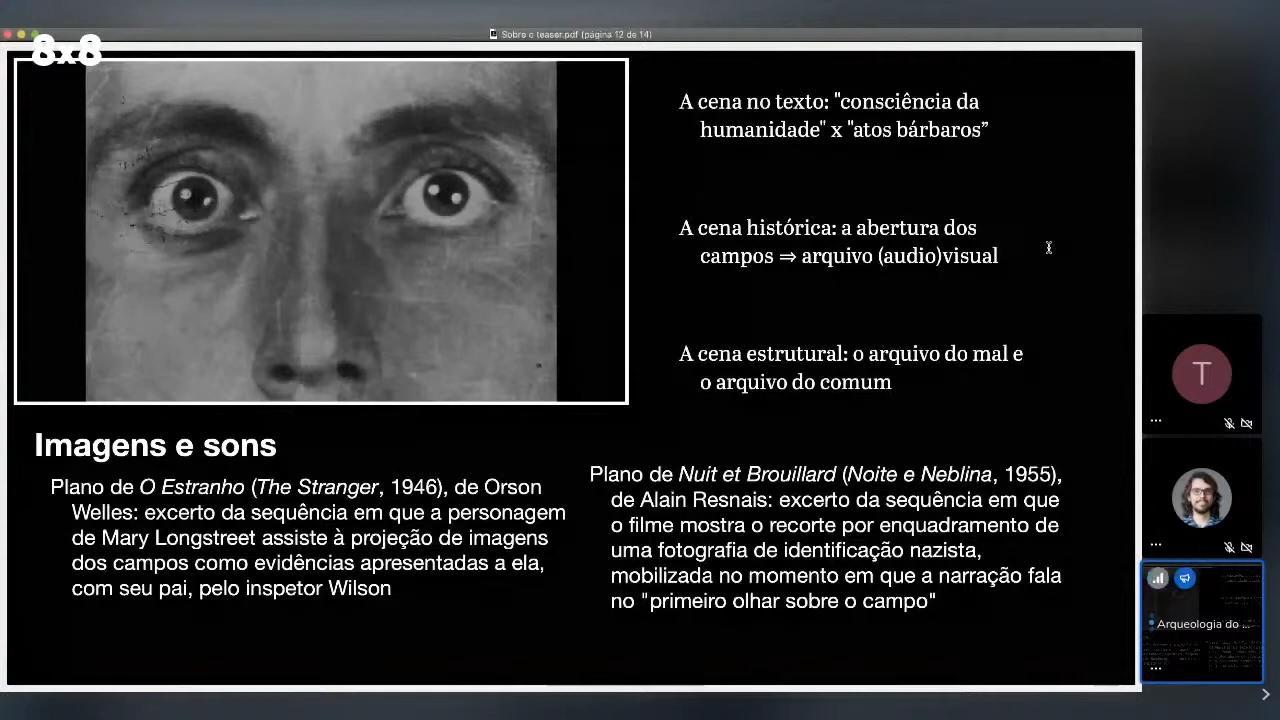 Sobre o teaser.pdf (página 12 de 14)
8x8
A cena no texto: "consciência da
humanidade" x "atos bárbaros”
A cena histórica: a abertura dos
campos ⇒ arquivo (audio)visual
A cena estrutural: o arquivo do mal e
o arquivo do comum
Imagens e sons
Plano de O Estranho (The Stranger, 1946), de Orson
Welles: excerto da sequência em que a personagem
de Mary Longstreet assiste à projeção de imagens
dos campos como evidências apresentadas a ela,
com seu pai, pelo inspetor Wilson
Plano de Nuit et Brouillard (Noite e Neblina, 1955),
de Alain Resnais: excerto da sequência em que
o filme mostra o recorte por enquadramento de
uma fotografia de identificação nazista,
mobilizada no momento em que a narração fala
no "primeiro olhar sobre o campo"
T
Arqueologia do ...